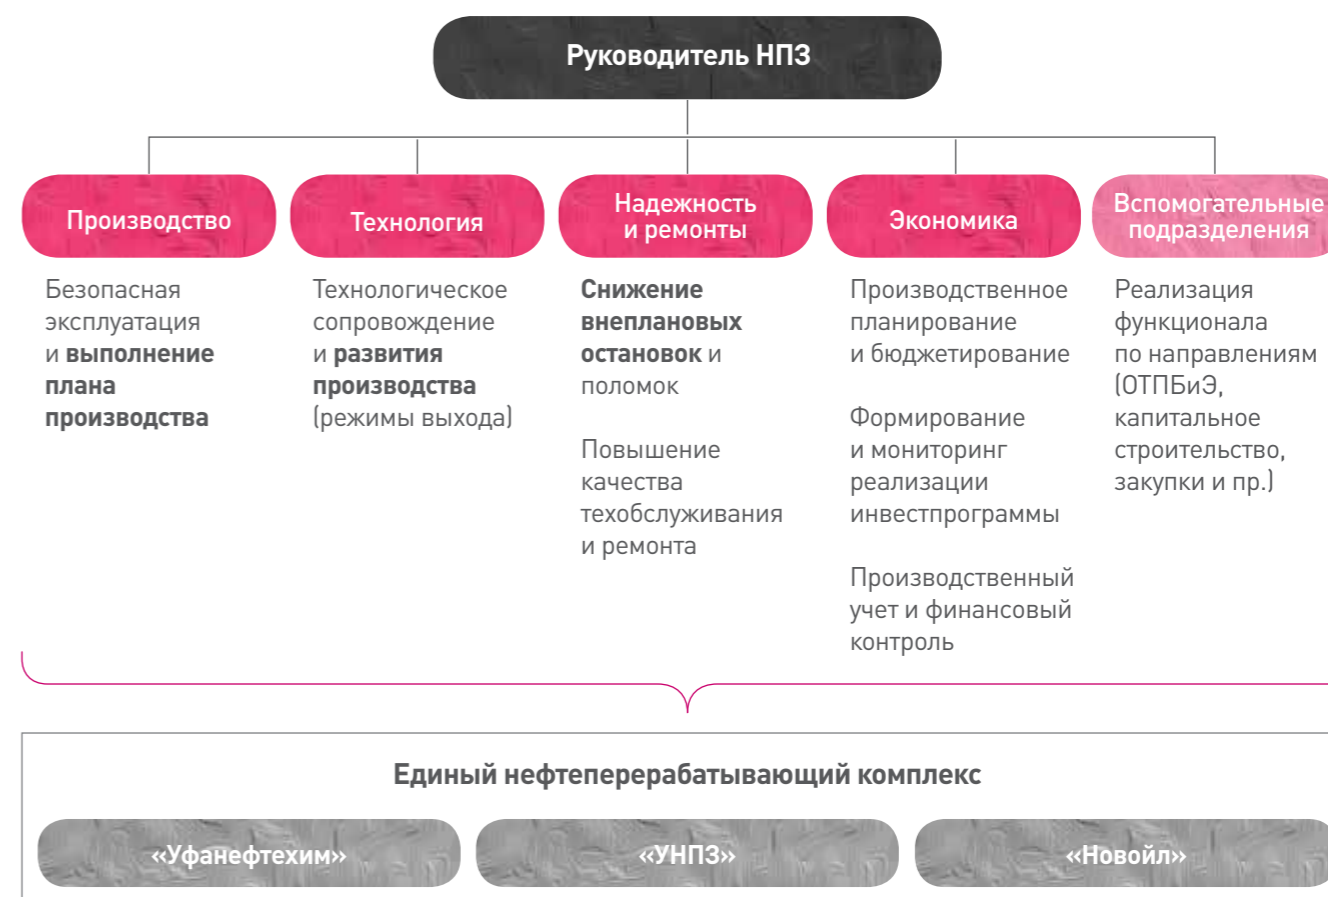 Руководитель НПЗ
Производство
Безопасная
эксплуатация
и выполнение
плана
производства
Технология
Технологическое
сопровождение
и развития
производства
(режимы выхода)
Надежность
и ремонты
Снижение
внеплановых
остановок и
поломок
Повышение
качества
техобслуживания
и ремонта
Экономика
Производственное
планирование
и бюджетирование
Формирование
и мониторинг
реализации
инвестпрограммы
Производственный
учет и финансовый
контроль
Вспомогательные
подразделения
Реализация
функционала
по направлениям
(ОТПБиЭ,
капитальное
строительство,
закупки и пр.)
Единый нефтеперерабатывающий комплекс
«Уфанефтехим»
«УНПЗ»
«Новойл»